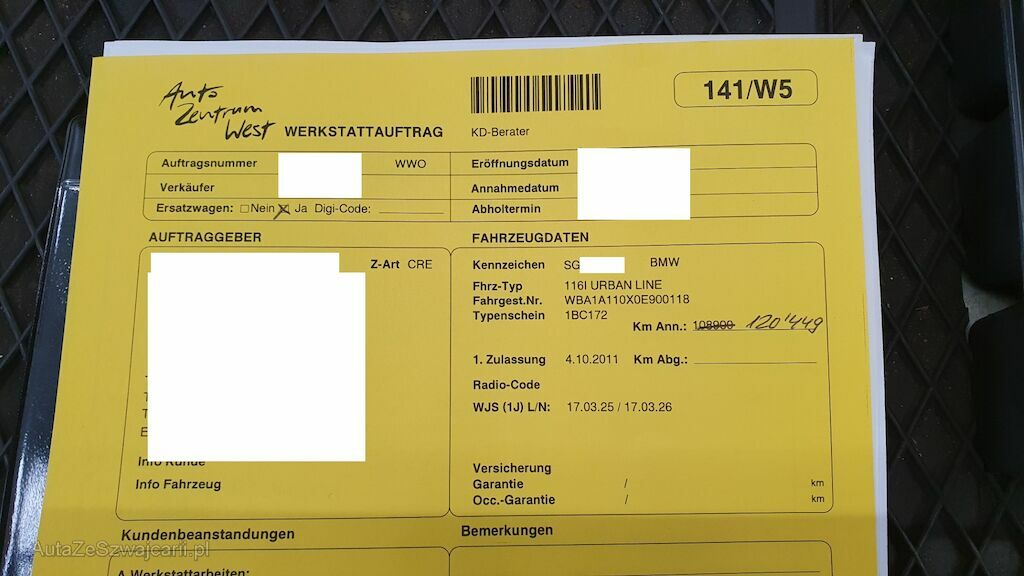 Auto
Zentrum
West WERKSTATTAUFTRAG
KD-Berater
141/W5
Auftragsnummer WWO
Verkäufer
Ersatzwagen: Nein Ja Digi-Code:
Eröffnungsdatum
Annahmedatum
Abholtermin
AUFTRAGGEBER
Z-Art CRE
Info Kunde
Info Fahrzeug
FAHRZEUGDATEN
Kennzeichen SG BMW
Fhrz-Typ 116I URBAN LINE
Fahrgest.Nr. WBA1A110X0E900118
Typenschein 1BC172
Km Ann.: 108900 120'449
1. Zulassung 4.10.2011 Km Abg.:
Radio-Code
WJS (1J) L/N: 17.03.25 / 17.03.26
Versicherung
Garantie / km
Occ.-Garantie / km
Kundenbeanstandungen
Bemerkungen
AutaZeSzwajcarii.pl
A Werkstattarbeiten: